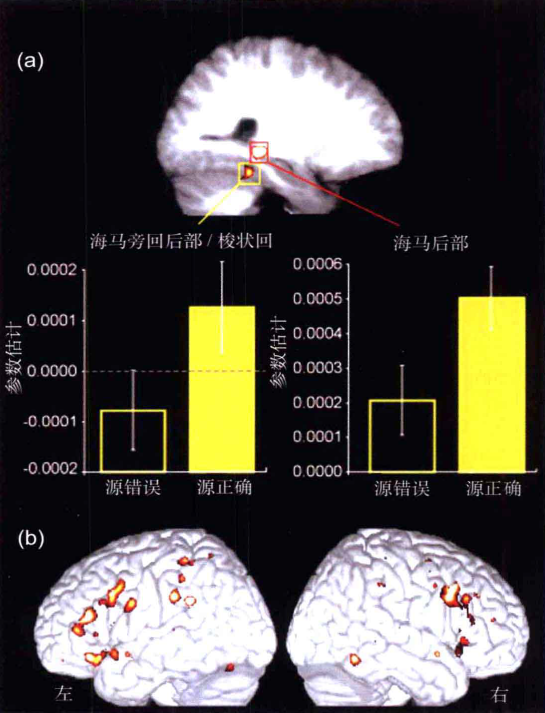 (a)
海马旁回后部/梭状回
海马后部
参数估计
0.0002
0.0001
0.0000
-0.0001
-0.0002
源错误
源正确
参数估计
0.0006
0.0005
0.0004
0.0003
0.0002
0.0001
0.0000
源错误
源正确
(b)
左
右